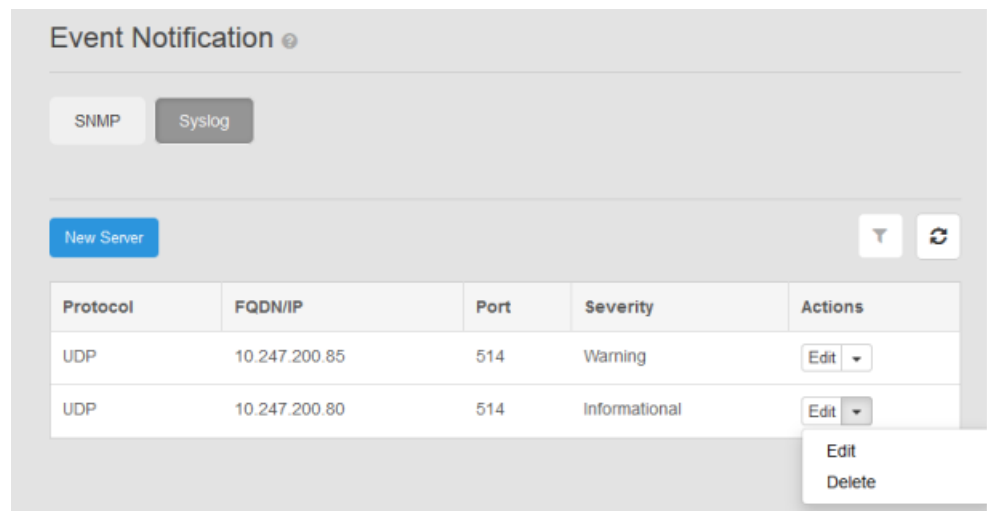 Event Notification
SNMP Syslog
New Server
Protocol FQDN/IP Port Severity Actions
UDP 10.247.200.85 514 Warning Edit
UDP 10.247.200.80 514 Informational Edit
Edit
Delete